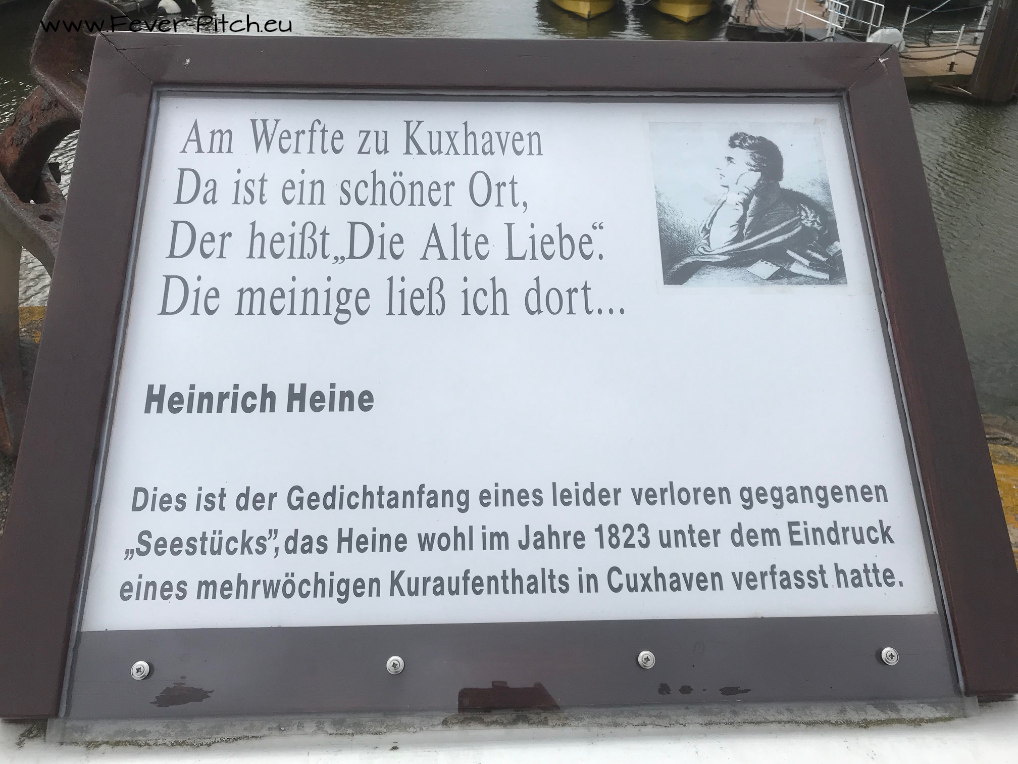 www.Fever-Pitch.eu
Am Werfte zu Kuxhaven
Da ist ein schöner Ort,
Der heißt „Die Alte Liebe“.
Die meinige ließ ich dort...
Heinrich Heine
Dies ist der Gedichtanfang eines leider verloren gegangenen
„Seestücks”, das Heine wohl im Jahre 1823 unter dem Eindruck
eines mehrwöchigen Kuraufenthalts in Cuxhaven verfasst hatte.